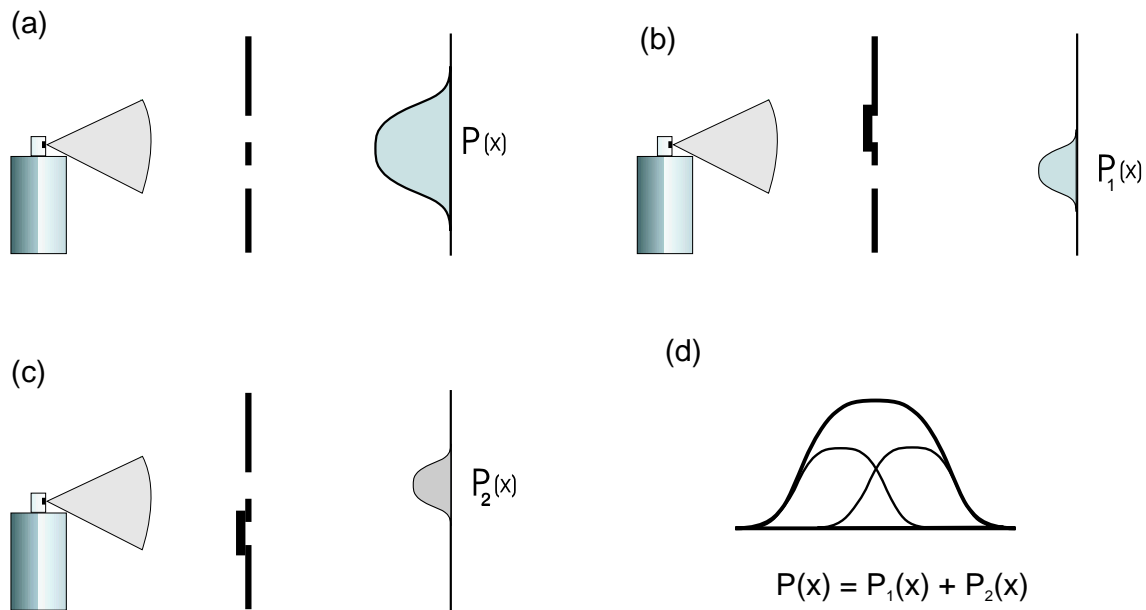 (a)
P(x)
(b)
P₁(x)
(c)
P₂(x)
(d)
P(x) = P₁(x) + P₂(x)